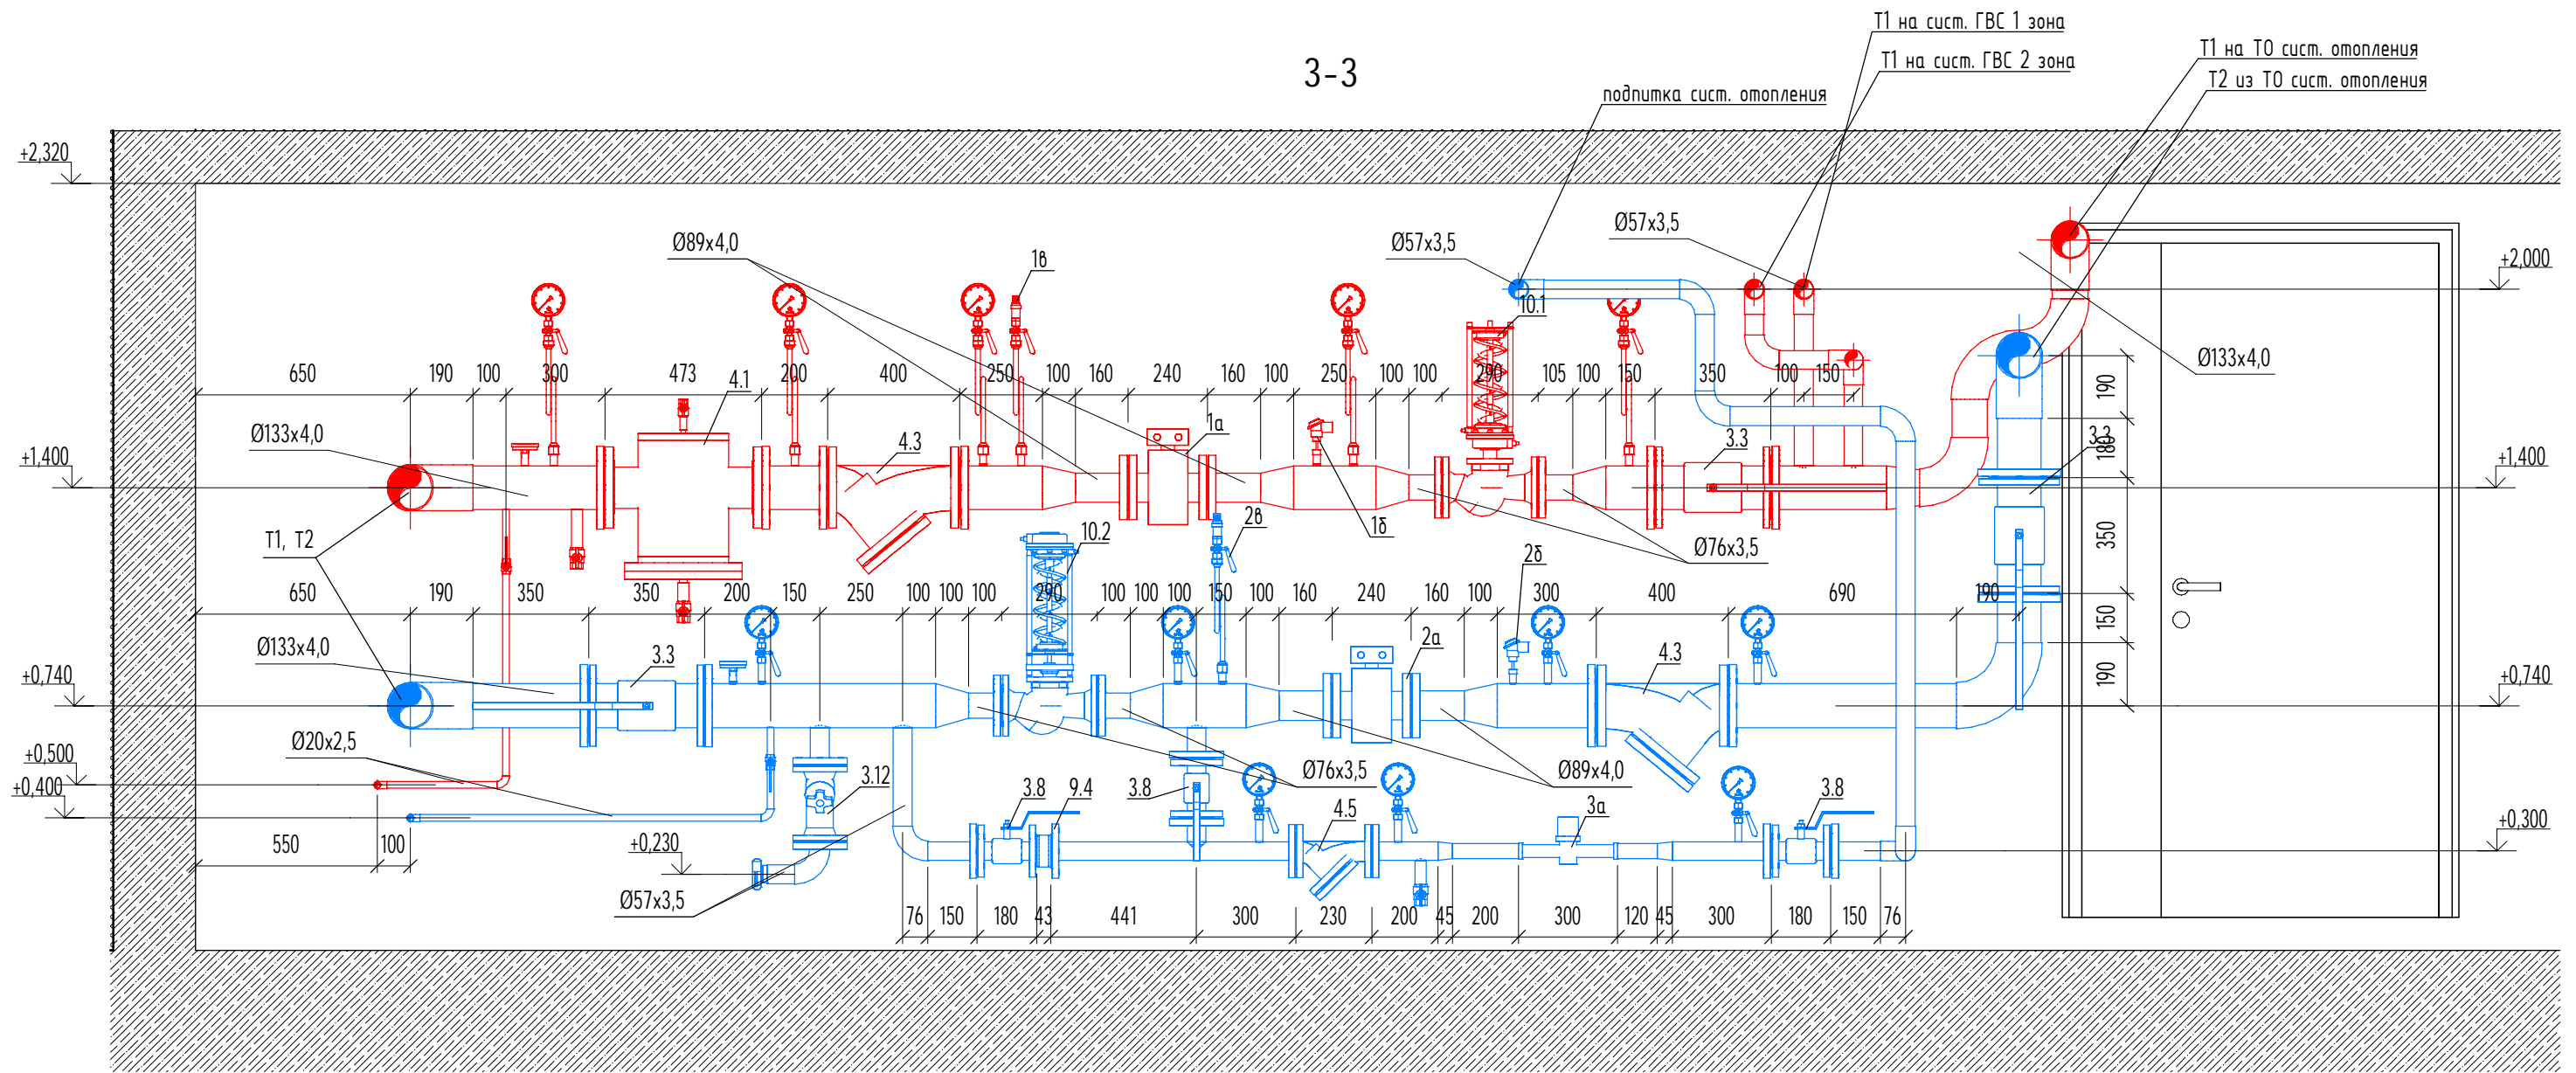 3-3
Т1 на сист. ГВС 1 зона
Т1 на сист. ГВС 2 зона
Т1 на ТО сист. отопления
Т2 из ТО сист. отопления
подпитка сист. отопления
+2,320
Ø89х4,0
1в
Ø57х3,5
Ø57х3,5
+2,000
10.1
Ø133х4,0
650 190 100 300 473 200 400 250 100 160 240 160 100 250 100 100 290 105 100 150 350 100 150
4.1
190
Ø133х4,0
4.3
1а
3.3
3.3
180
+1,400
+1,400
1б
Т1, Т2
10.2
2в
Ø76х3,5
2б
350
650 190 350 350 200 150 250 100 100 100 290 100 100 100 150 100 160 240 160 100 300 400 690 190
150
Ø133х4,0
3.3
2а
4.3
190
+0,740
+0,740
Ø20х2,5
+0,500
+0,400
3.12
3.8
9.4
3.8
Ø76х3,5
Ø89х4,0
3.8
4.5
3а
+0,300
550 100
+0,230
Ø57х3,5
76 150 180 43 441 300 230 200 45 200 300 120 45 300 180 150 76